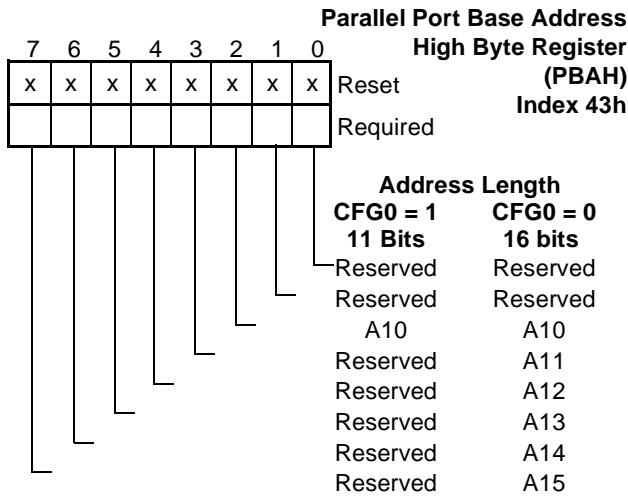 Parallel Port Base Address
High Byte Register
(PBAH)
Index 43h
7 6 5 4 3 2 1 0
x x x x x x x x Reset
Required
Address Length
CFG0 = 1 CFG0 = 0
11 Bits 16 bits
Reserved Reserved
Reserved Reserved
A10 A10
Reserved A11
Reserved A12
Reserved A13
Reserved A14
Reserved A15